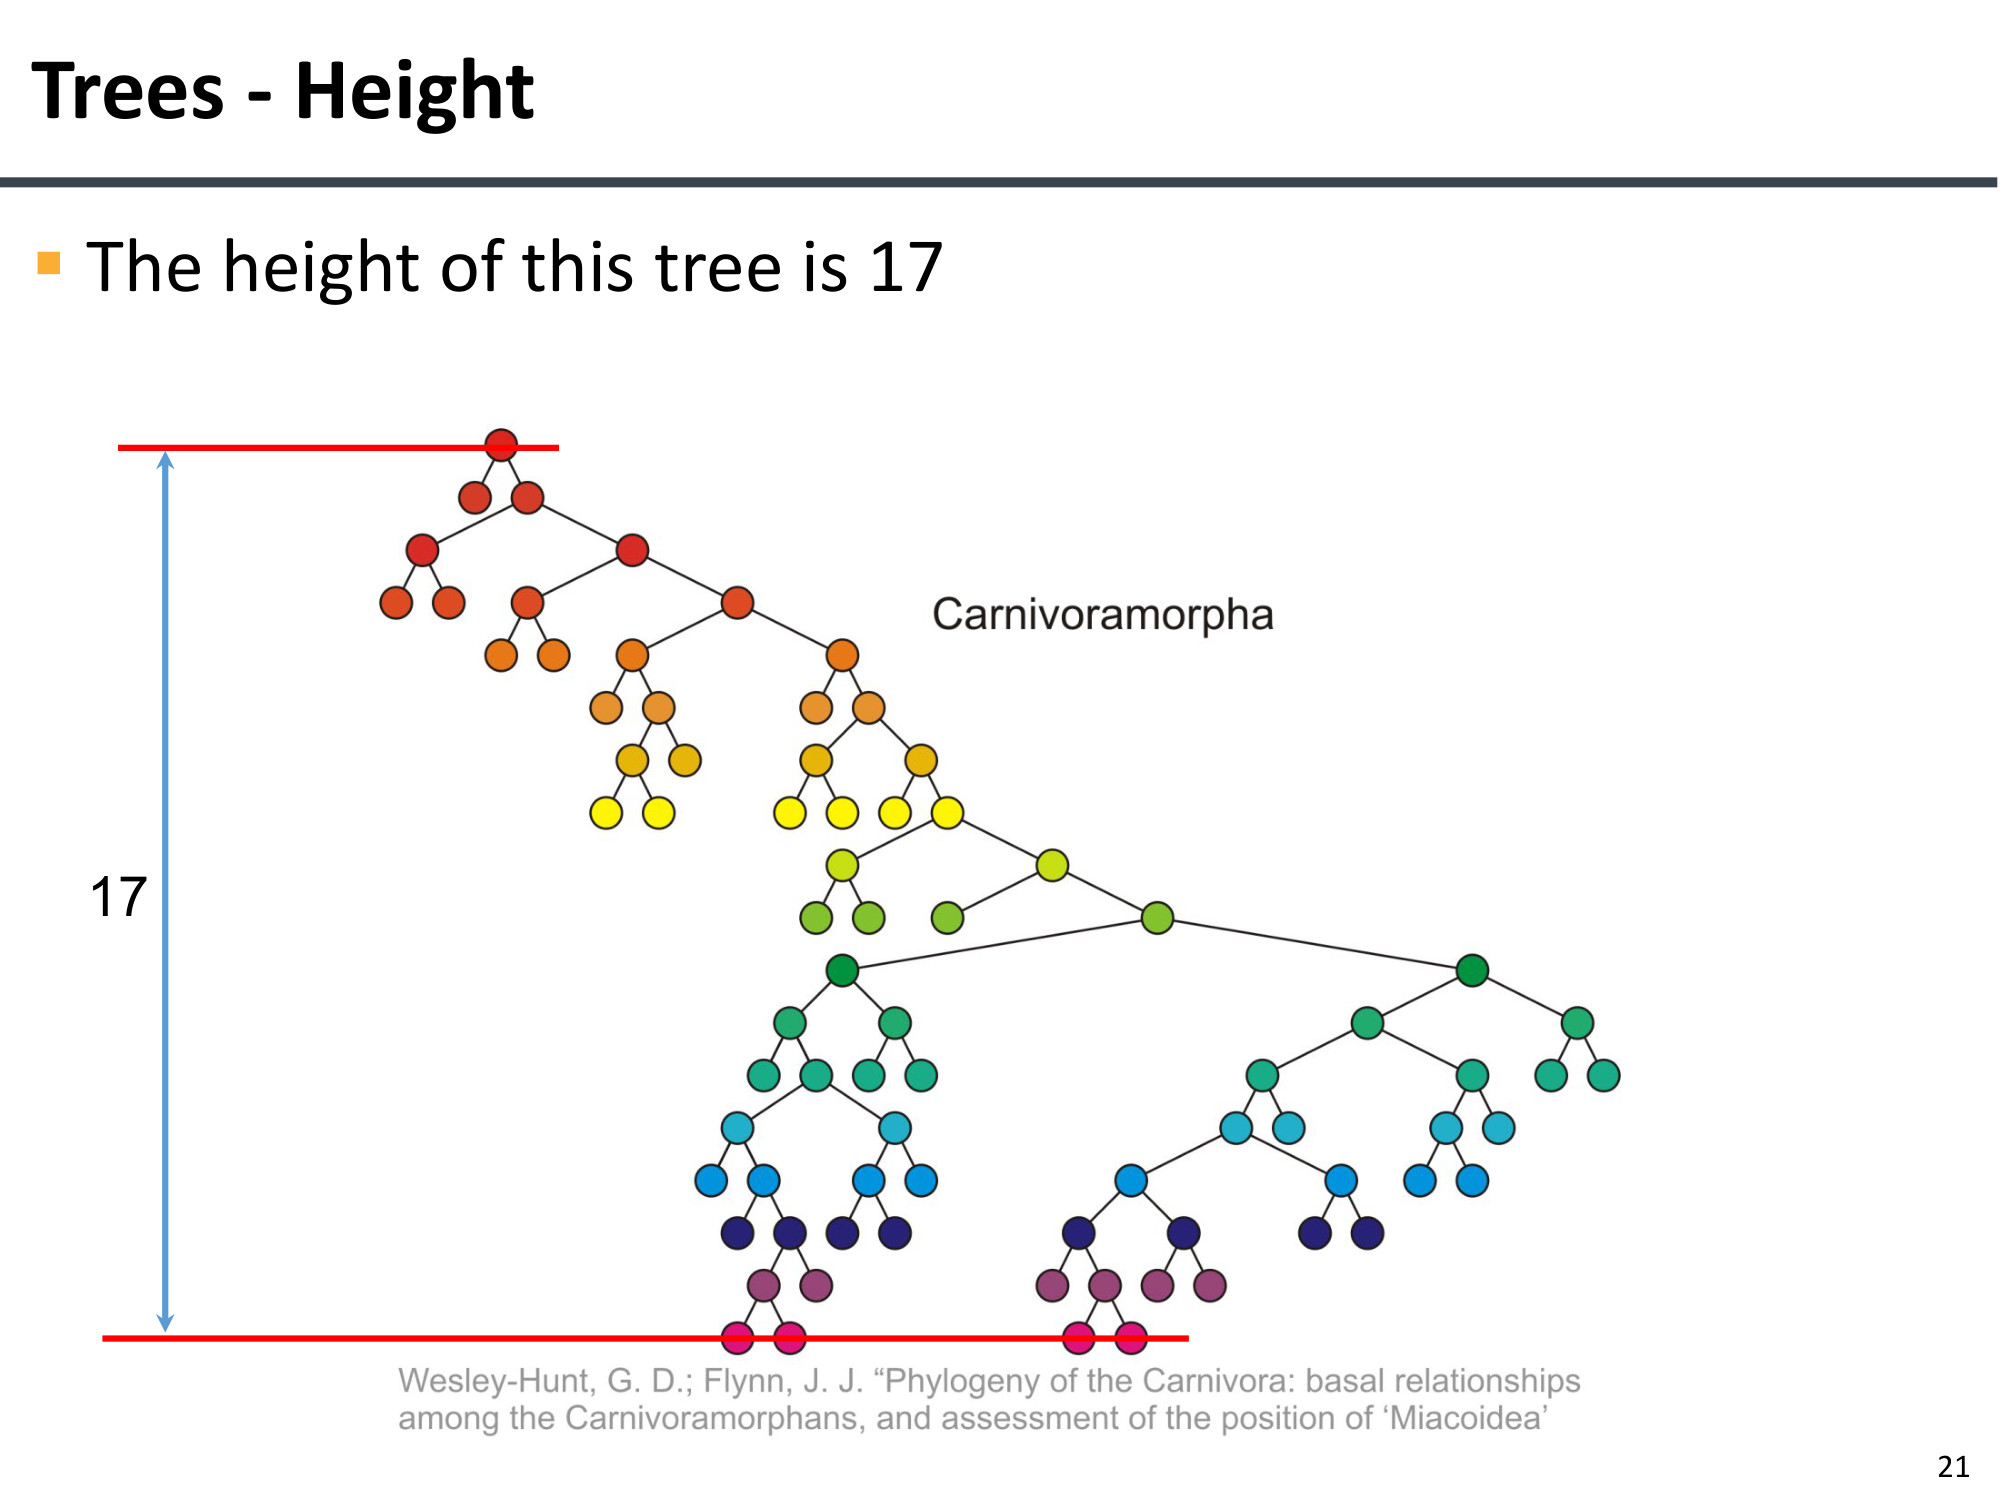 Trees - Height
The height of this tree is 17
Carnivoramorpha
17
Wesley-Hunt, G. D.; Flynn, J. J. “Phylogeny of the Carnivora: basal relationships
among the Carnivoramorphans, and assessment of the position of ‘Miacoidea’
21